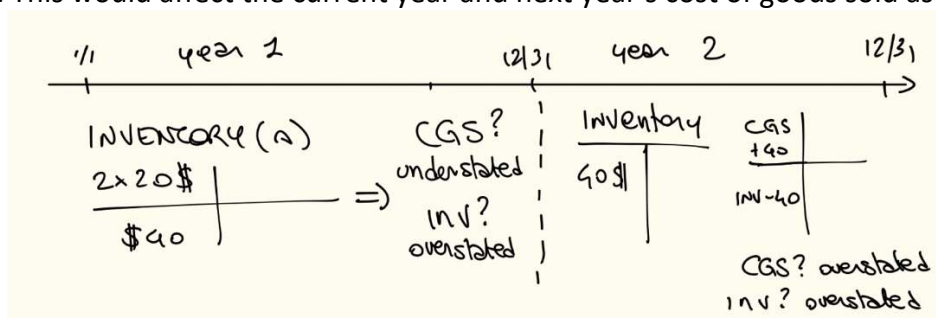 This would affect the current year and next year's cost of goods sold as
1/1 year 1 12/31 year 2 12/31
INVENTORY (A)
2x20$
$40
=>
CGS?
understated
inv?
overstated
Inventory
40$
CGS
+40
INV-40
CGS? overstated
inv? overstated